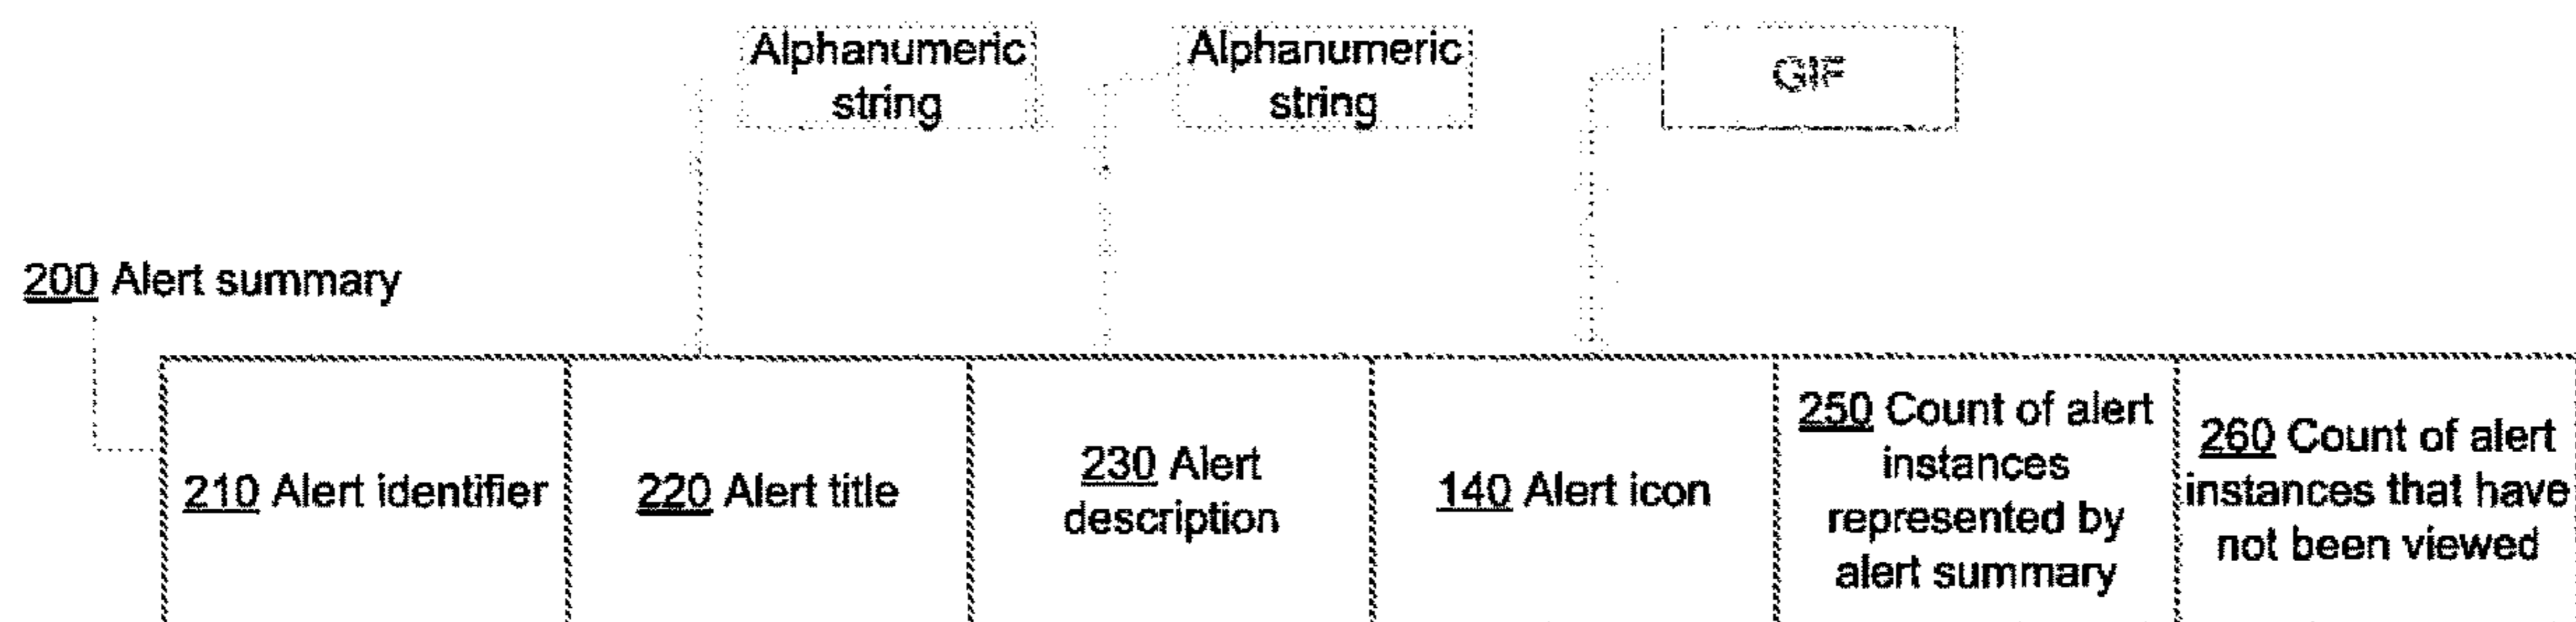 Alphanumeric
string
Alphanumeric
string
GIF
200 Alert summary
210 Alert identifier
220 Alert title
230 Alert
description
140 Alert icon
250 Count of alert
instances
represented by
alert summary
260 Count of alert
instances that have
not been viewed